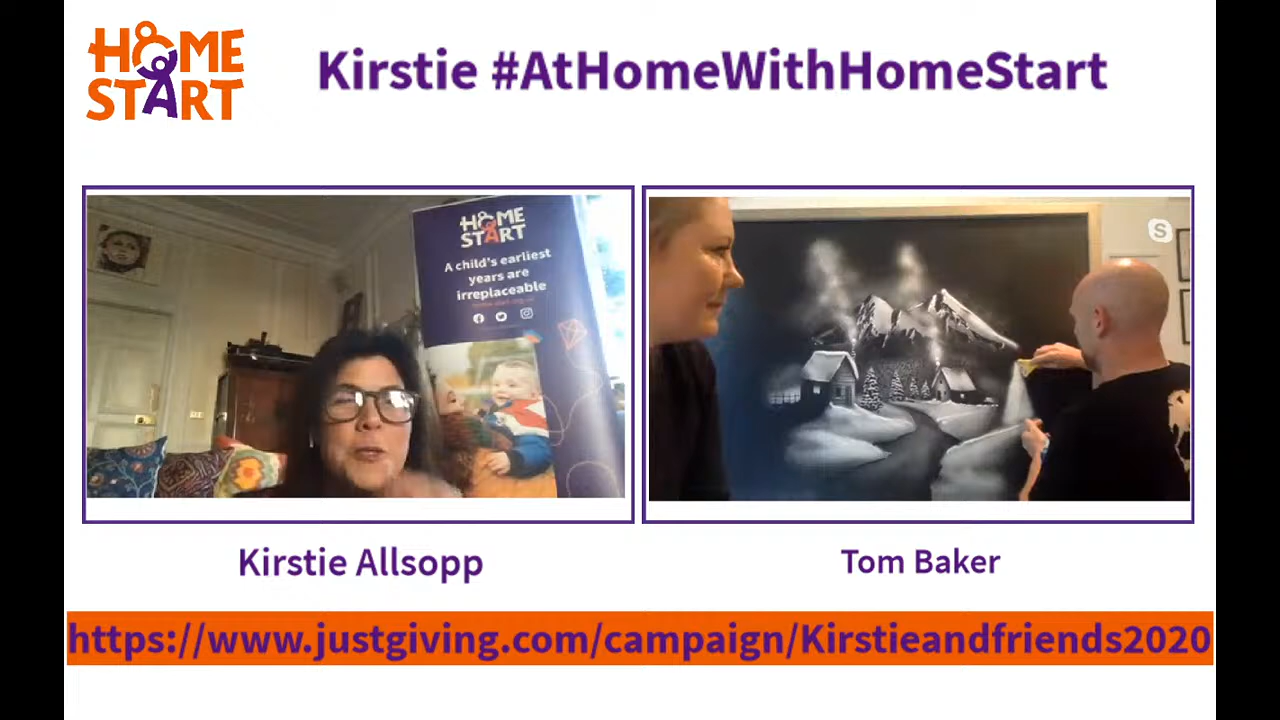 HOME
START
Kirstie #AtHomeWithHomeStart
HOME
START
A child's earliest
years are
irreplaceable
S
Kirstie Allsopp
Tom Baker
https://www.justgiving.com/campaign/Kirstieandfriends2020